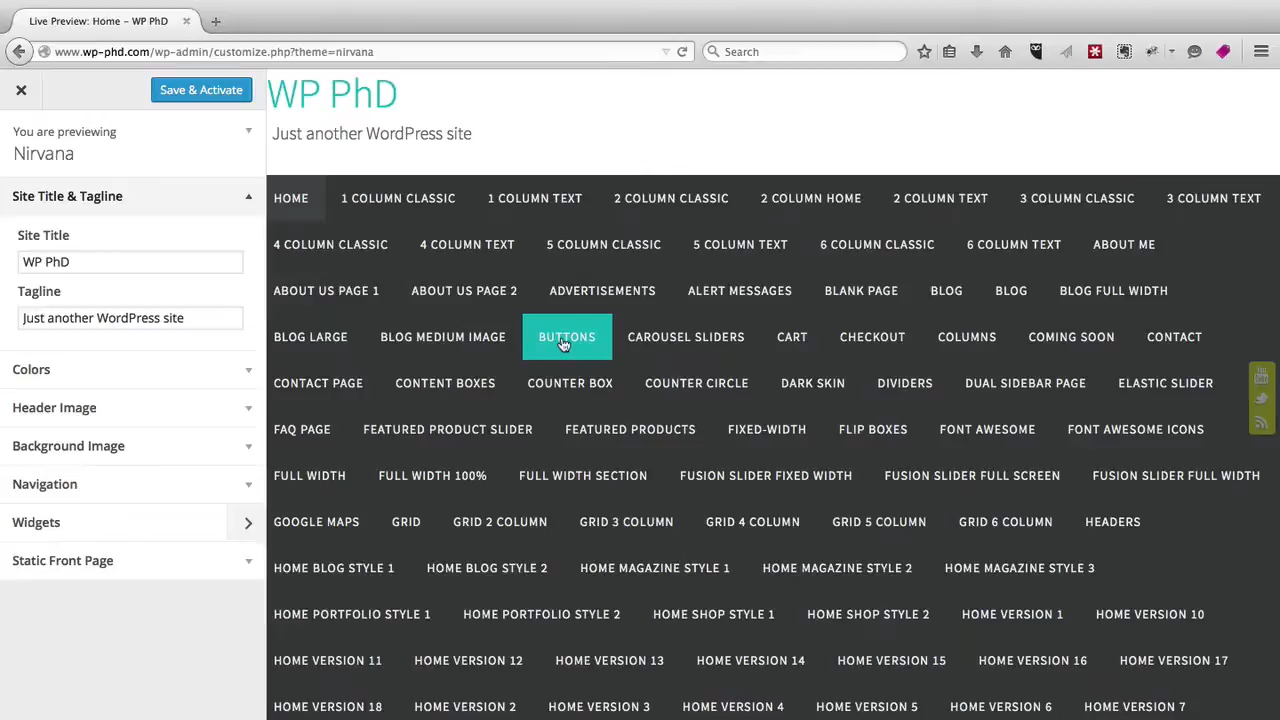 Live Preview: Home – WP PhD
www.wp-phd.com/wp-admin/customize.php?theme=nirvana
Search
Save & Activate
You are previewing
Nirvana
Site Title & Tagline
Site Title
WP PhD
Tagline
Just another WordPress site
Colors
Header Image
Background Image
Navigation
Widgets
Static Front Page
WP PhD
Just another WordPress site
HOME 1 COLUMN CLASSIC 1 COLUMN TEXT 2 COLUMN CLASSIC 2 COLUMN HOME 2 COLUMN TEXT 3 COLUMN CLASSIC 3 COLUMN TEXT
4 COLUMN CLASSIC 4 COLUMN TEXT 5 COLUMN CLASSIC 5 COLUMN TEXT 6 COLUMN CLASSIC 6 COLUMN TEXT ABOUT ME
ABOUT US PAGE 1 ABOUT US PAGE 2 ADVERTISEMENTS ALERT MESSAGES BLANK PAGE BLOG BLOG BLOG FULL WIDTH
BLOG LARGE BLOG MEDIUM IMAGE BUTTONS CAROUSEL SLIDERS CART CHECKOUT COLUMNS COMING SOON CONTACT
CONTACT PAGE CONTENT BOXES COUNTER BOX COUNTER CIRCLE DARK SKIN DIVIDERS DUAL SIDEBAR PAGE ELASTIC SLIDER
FAQ PAGE FEATURED PRODUCT SLIDER FEATURED PRODUCTS FIXED-WIDTH FLIP BOXES FONT AWESOME FONT AWESOME ICONS
FULL WIDTH FULL WIDTH 100% FULL WIDTH SECTION FUSION SLIDER FIXED WIDTH FUSION SLIDER FULL SCREEN FUSION SLIDER FULL WIDTH
GOOGLE MAPS GRID GRID 2 COLUMN GRID 3 COLUMN GRID 4 COLUMN GRID 5 COLUMN GRID 6 COLUMN HEADERS
HOME BLOG STYLE 1 HOME BLOG STYLE 2 HOME MAGAZINE STYLE 1 HOME MAGAZINE STYLE 2 HOME MAGAZINE STYLE 3
HOME PORTFOLIO STYLE 1 HOME PORTFOLIO STYLE 2 HOME SHOP STYLE 1 HOME SHOP STYLE 2 HOME VERSION 1 HOME VERSION 10
HOME VERSION 11 HOME VERSION 12 HOME VERSION 13 HOME VERSION 14 HOME VERSION 15 HOME VERSION 16 HOME VERSION 17
HOME VERSION 18 HOME VERSION 2 HOME VERSION 3 HOME VERSION 4 HOME VERSION 5 HOME VERSION 6 HOME VERSION 7